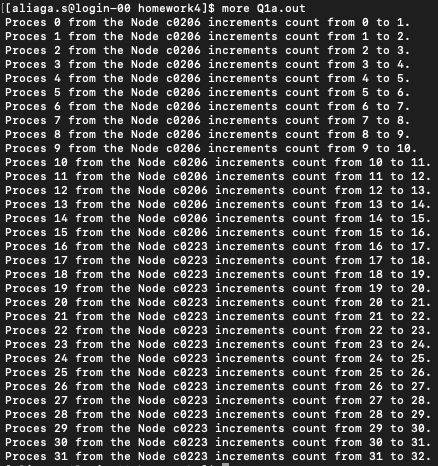 [[aliaga.s@login-00 homework4]$ more Q1a.out
Proces 0 from the Node c0206 increments count from 0 to 1.
Proces 1 from the Node c0206 increments count from 1 to 2.
Proces 2 from the Node c0206 increments count from 2 to 3.
Proces 3 from the Node c0206 increments count from 3 to 4.
Proces 4 from the Node c0206 increments count from 4 to 5.
Proces 5 from the Node c0206 increments count from 5 to 6.
Proces 6 from the Node c0206 increments count from 6 to 7.
Proces 7 from the Node c0206 increments count from 7 to 8.
Proces 8 from the Node c0206 increments count from 8 to 9.
Proces 9 from the Node c0206 increments count from 9 to 10.
Proces 10 from the Node c0206 increments count from 10 to 11.
Proces 11 from the Node c0206 increments count from 11 to 12.
Proces 12 from the Node c0206 increments count from 12 to 13.
Proces 13 from the Node c0206 increments count from 13 to 14.
Proces 14 from the Node c0206 increments count from 14 to 15.
Proces 15 from the Node c0206 increments count from 15 to 16.
Proces 16 from the Node c0223 increments count from 16 to 17.
Proces 17 from the Node c0223 increments count from 17 to 18.
Proces 18 from the Node c0223 increments count from 18 to 19.
Proces 19 from the Node c0223 increments count from 19 to 20.
Proces 20 from the Node c0223 increments count from 20 to 21.
Proces 21 from the Node c0223 increments count from 21 to 22.
Proces 22 from the Node c0223 increments count from 22 to 23.
Proces 23 from the Node c0223 increments count from 23 to 24.
Proces 24 from the Node c0223 increments count from 24 to 25.
Proces 25 from the Node c0223 increments count from 25 to 26.
Proces 26 from the Node c0223 increments count from 26 to 27.
Proces 27 from the Node c0223 increments count from 27 to 28.
Proces 28 from the Node c0223 increments count from 28 to 29.
Proces 29 from the Node c0223 increments count from 29 to 30.
Proces 30 from the Node c0223 increments count from 30 to 31.
Proces 31 from the Node c0223 increments count from 31 to 32.